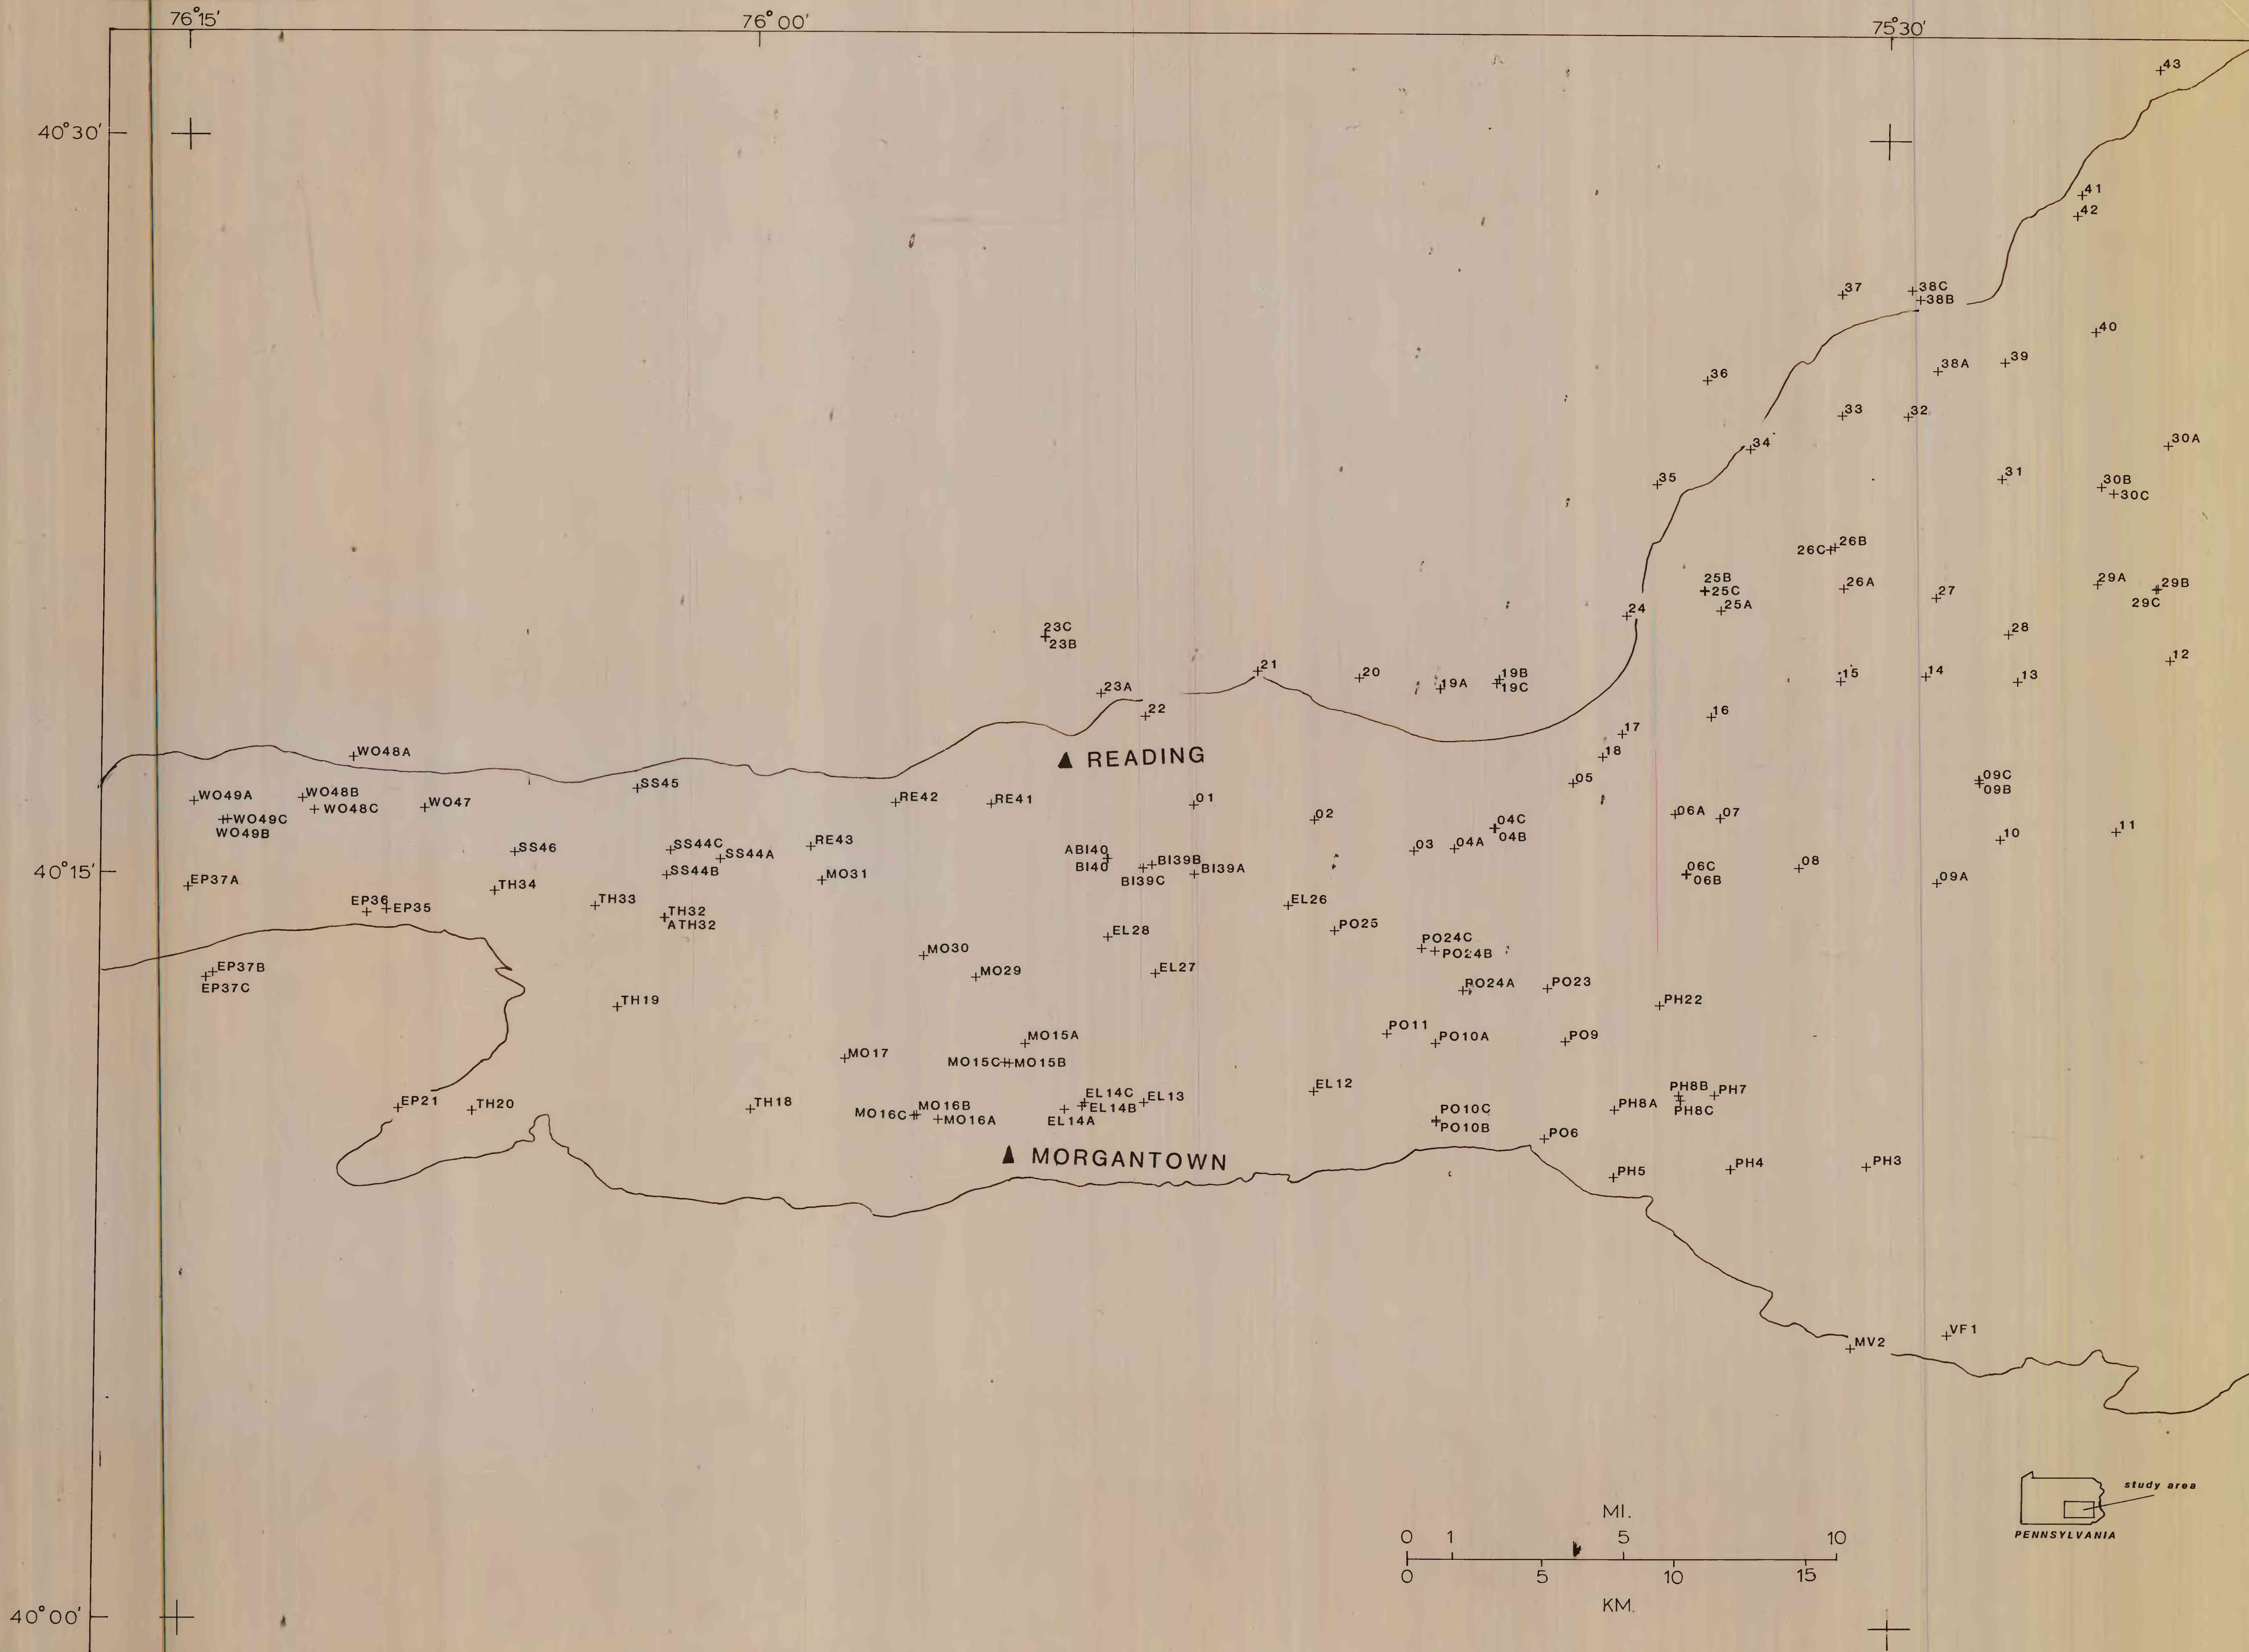 76°15'
76°00'
75°30'
43
40°30'
41
42
37
38C
38B
40
39
38A
36
33
32
34
30A
35
31
30B
30C
26B
26C
25B
25C
25A
26A
27
29A
29B
29C
24
28
23C
23B
12
21
20
19A
19B
19C
15
14
13
23A
22
16
17
18
WO48A
READING
05
09C
09B
SS45
WO49A
WO48B
WO48C
WO47
RE42
RE41
01
02
06A
07
WO49C
WO49B
04C
04B
10
11
SS46
SS44C
SS44A
SS44B
RE43
ABI40
BI40
BI39B
BI39C
BI39A
03
04A
40°15'
06C
06B
08
09A
EP37A
TH34
MO31
EP36
EP35
TH33
TH32
ATH32
EL26
PO25
EL28
PO24C
PO24B
MO30
MO29
EL27
EP37B
EP37C
PO24A
PO23
PH22
TH19
PO11
PO10A
PO9
MO15A
MO17
MO15C
MO15B
EL12
PH8B
PH7
PH8A
PH8C
EP21
TH20
TH18
MO16C
MO16B
MO16A
EL14C
EL14B
EL14A
EL13
PO10C
PO10B
PO6
MORGANTOWN
PH5
PH4
PH3
MV2
VF1
study area
PENNSYLVANIA
MI.
0 1 5 10
0 5 10 15
KM.
40°00'